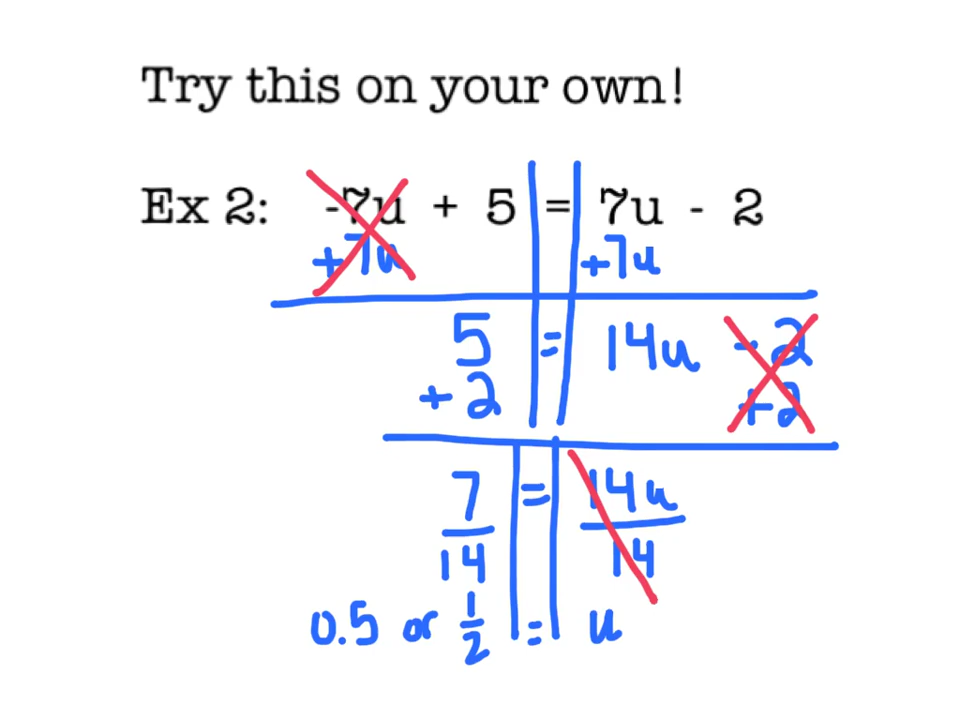 Try this on your own!
Ex 2: -7u + 5 = 7u - 2
+7u +7u
5 = 14u - 2
+ 2 +2
7 = 14u
14 14
0.5 or 1/2 = u